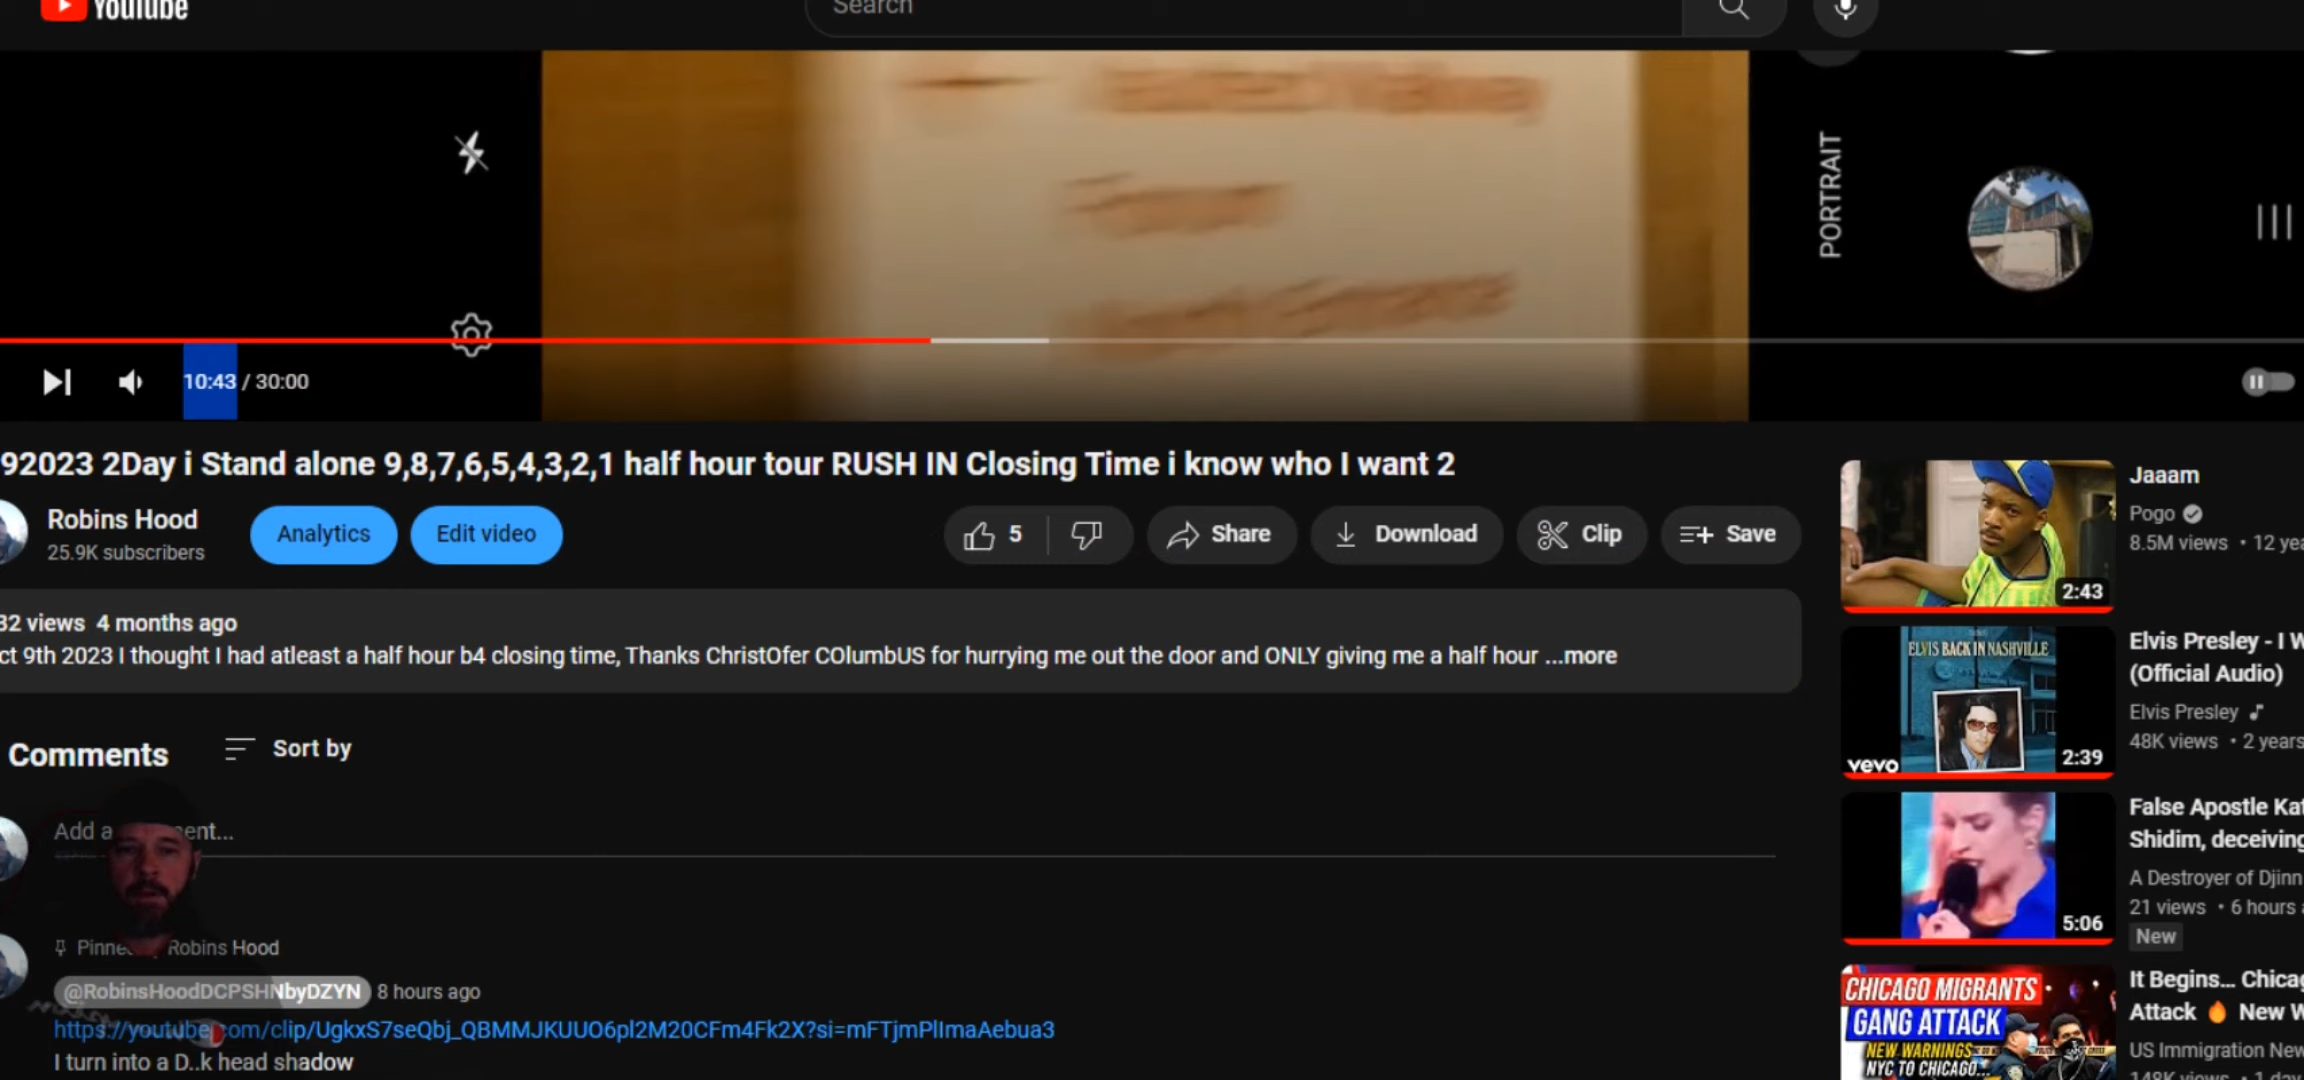 YouTube
Search
PORTRAIT
10:43 / 30:00
92023 2Day i Stand alone 9,8,7,6,5,4,3,2,1 half hour tour RUSH IN Closing Time i know who I want 2
Robins Hood
25.9K subscribers
Analytics
Edit video
5
Share
Download
Clip
Save
32 views 4 months ago
ct 9th 2023 I thought I had atleast a half hour b4 closing time, Thanks ChristOfer COlumbUS for hurrying me out the door and ONLY giving me a half hour ...more
Comments
Sort by
Add a
ent...
Pinne
Robins Hood
@RobinsHoodDCPSHNbyDZYN 8 hours ago
https://youtube.com/clip/UgkxS7seQbj_QBMMJKUUO6pl2M20CFm4Fk2X?si=mFTjmPlImaAebua3
I turn into a D..k head shadow
2:43
Jaaam
Pogo
8.5M views • 12 yea
ELVIS BACK IN NASHVILLE
vevo
2:39
Elvis Presley - I W
(Official Audio)
Elvis Presley
48K views • 2 years
5:06
False Apostle Kat
Shidim, deceiving
A Destroyer of Djinn
21 views • 6 hours a
New
CHICAGO MIGRANTS
GANG ATTACK
NEW WARNINGS
NYC TO CHICAGO...
It Begins... Chicag
Attack 🔥 New W
US Immigration New
148K views • 1 day